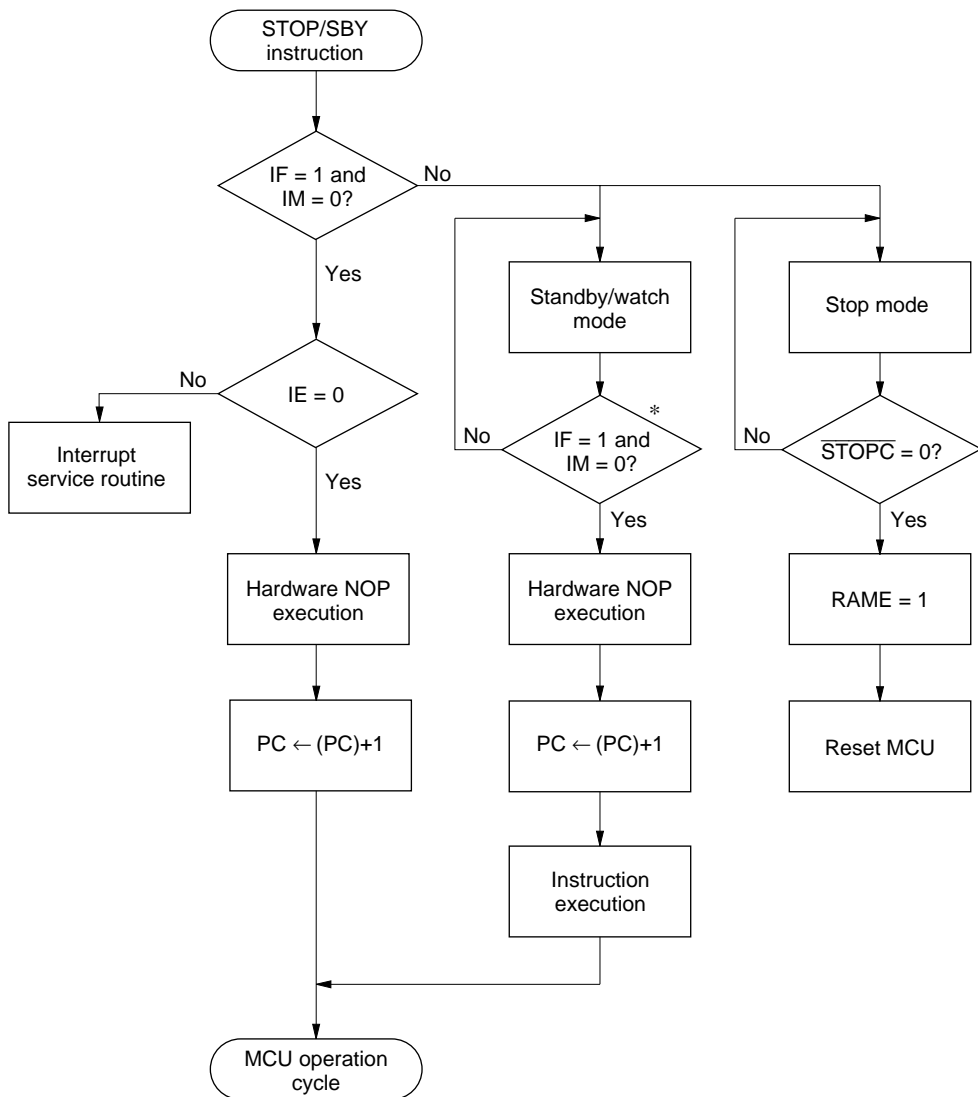 STOP/SBY
instruction
IF = 1 and
IM = 0?
No
Yes
Standby/watch
mode
Stop mode
No
IE = 0
*
No
IF = 1 and
IM = 0?
No
S̅T̅O̅P̅C̅ = 0?
Interrupt
service routine
Yes
Yes
Yes
Hardware NOP
execution
Hardware NOP
execution
RAME = 1
PC ← (PC)+1
PC ← (PC)+1
Reset MCU
Instruction
execution
MCU operation
cycle